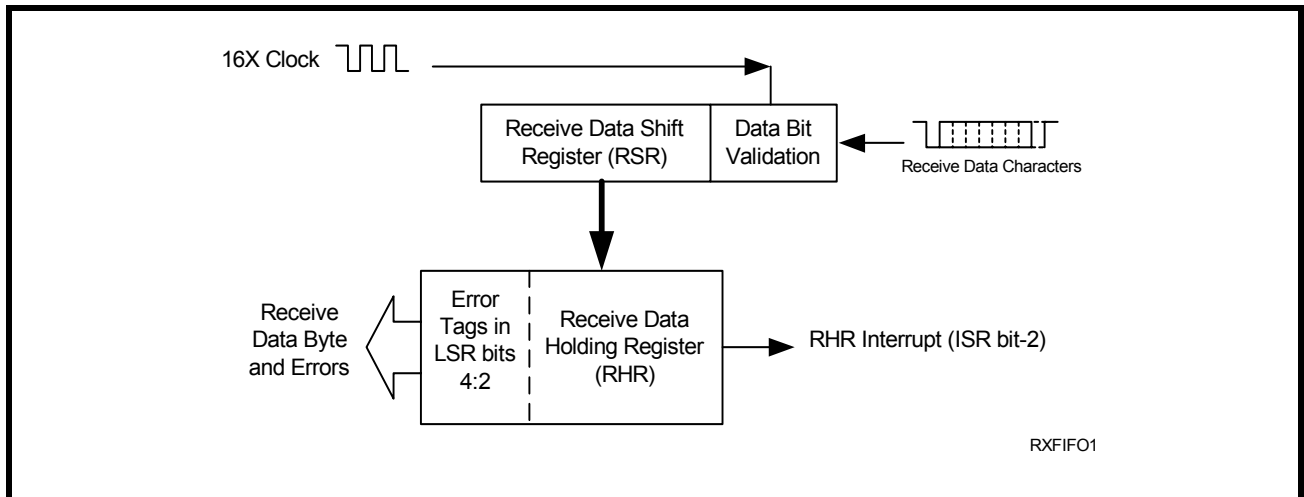 16X Clock
Receive Data Shift
Register (RSR)
Data Bit
Validation
Receive Data Characters
Receive
Data Byte
and Errors
Error
Tags in
LSR bits
4:2
Receive Data
Holding Register
(RHR)
RHR Interrupt (ISR bit-2)
RXFIFO1